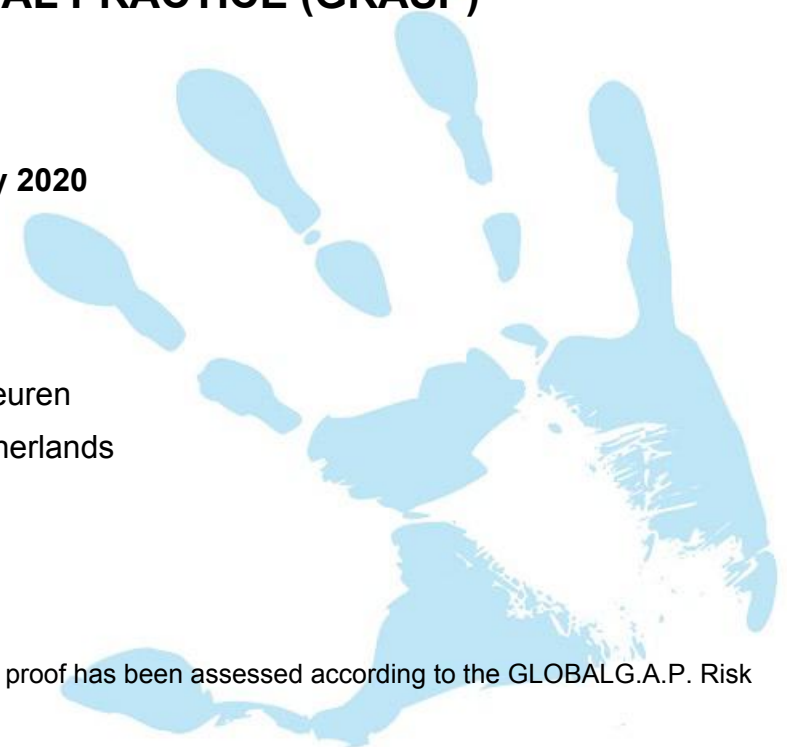 AL PRACTICE (GRASP)
y 2020
euren
herlands
proof has been assessed according to the GLOBALG.A.P. Risk